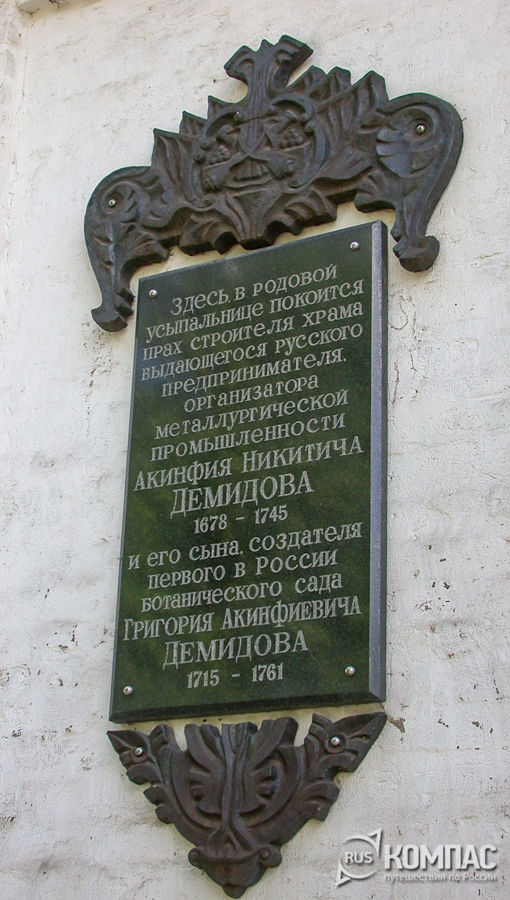 Здесь, в родовой
усыпальнице покоится
прах строителя храма
выдающегося русского
предпринимателя.
организатора
металлургической
промышленности
Акинфия Никитича
ДЕМИДОВА
1678 - 1745
и его сына, создателя
первого в России
ботанического сада
Григория Акинфиевича
ДЕМИДОВА
1715 - 1761
RUS КОМПАС
путешествия по России